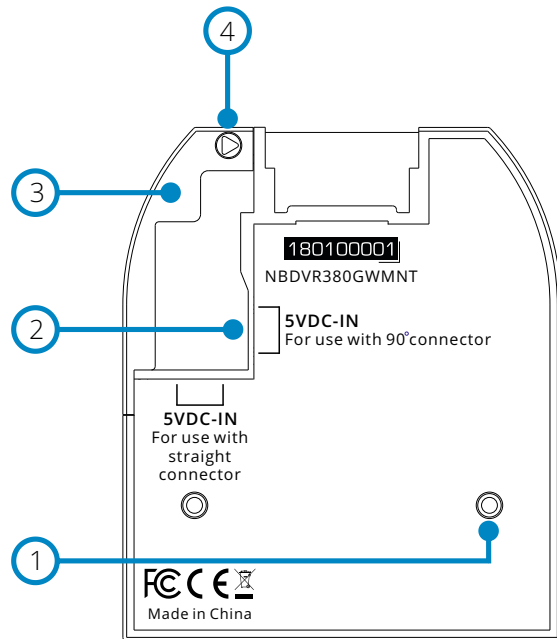 4
3
180100001
NBDVR380GWMNT
2
5VDC-IN
For use with 90°connector
5VDC-IN
For use with
straight
connector
1
FC CE
Made in China